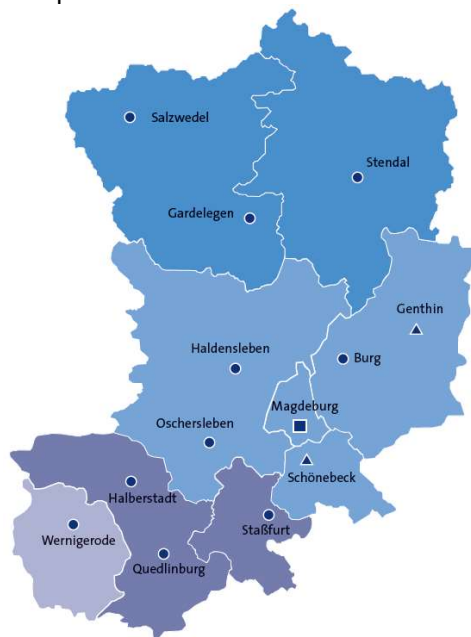 Salzwedel
Stendal
Gardelegen
Genthin
Haldensleben
Burg
Magdeburg
Oschersleben
Schönebeck
Halberstadt
Staßfurt
Wernigerode
Quedlinburg